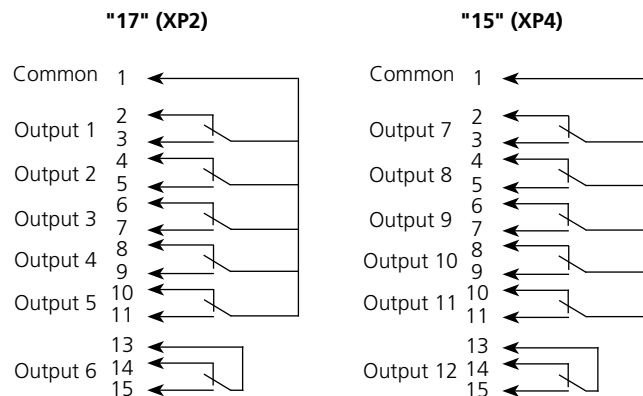 "17" (XP2)
Common 1
Output 1 2
3
Output 2 4
5
Output 3 6
7
Output 4 8
9
Output 5 10
11
13
Output 6 14
15
"15" (XP4)
Common 1
Output 7 2
3
Output 8 4
5
Output 9 6
7
Output 10 8
9
Output 11 10
11
13
Output 12 14
15